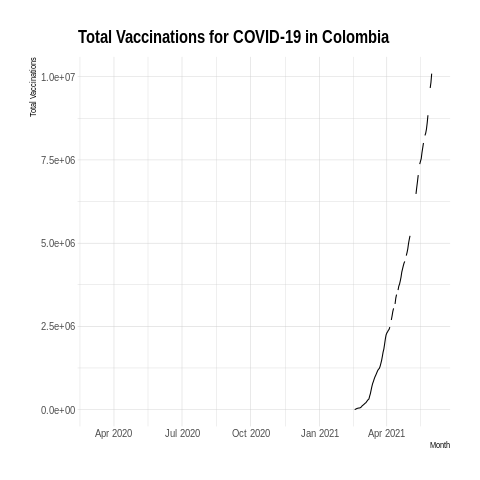 Total Vaccinations for COVID-19 in Colombia
Total Vaccinations
1.0e+07
7.5e+06
5.0e+06
2.5e+06
0.0e+00
Apr 2020 Jul 2020 Oct 2020 Jan 2021 Apr 2021
Month